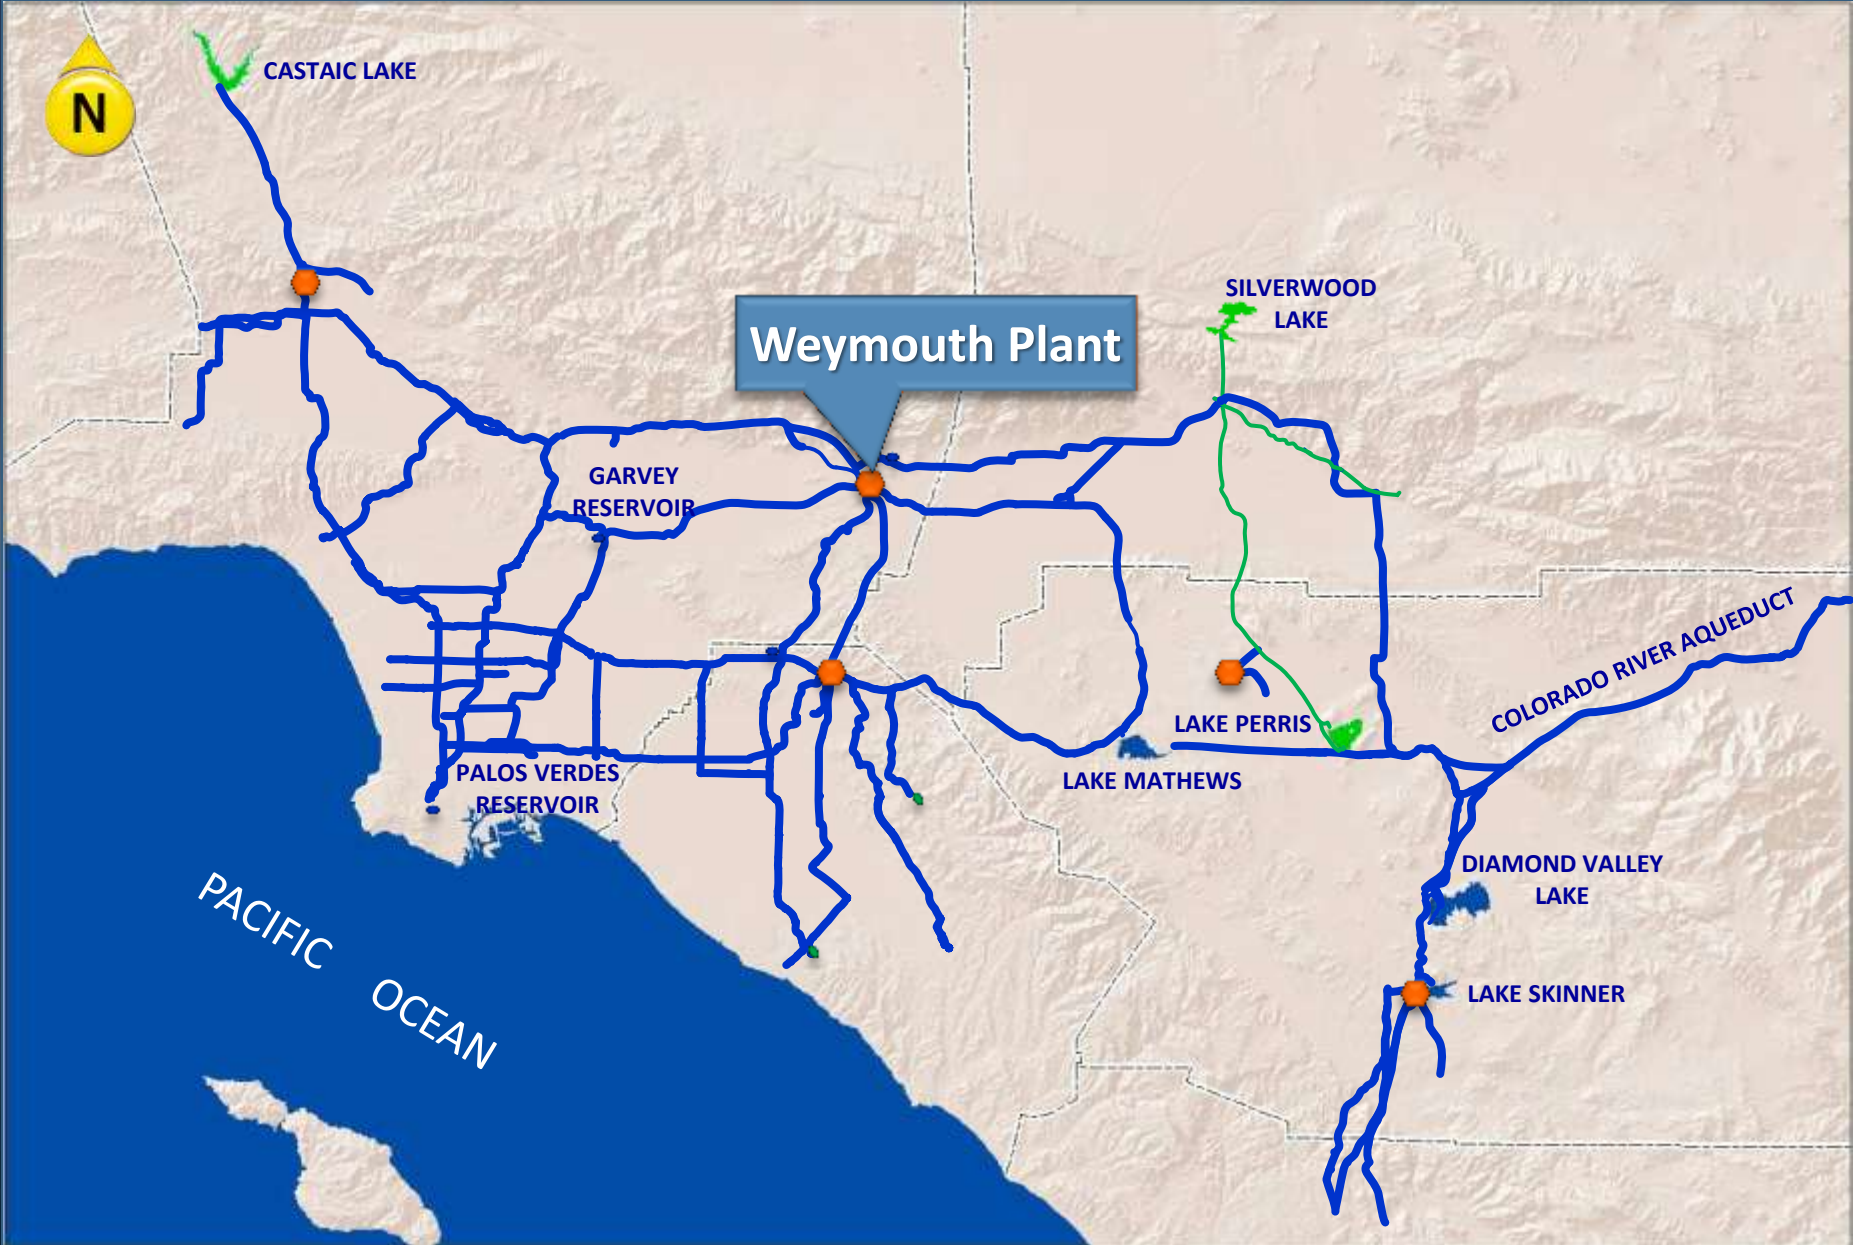 N
CASTAIC LAKE
SILVERWOOD
LAKE
Weymouth Plant
GARVEY
RESERVOIR
COLORADO RIVER AQUEDUCT
LAKE PERRIS
LAKE MATHEWS
PALOS VERDES
RESERVOIR
DIAMOND VALLEY
LAKE
LAKE SKINNER
PACIFIC
OCEAN